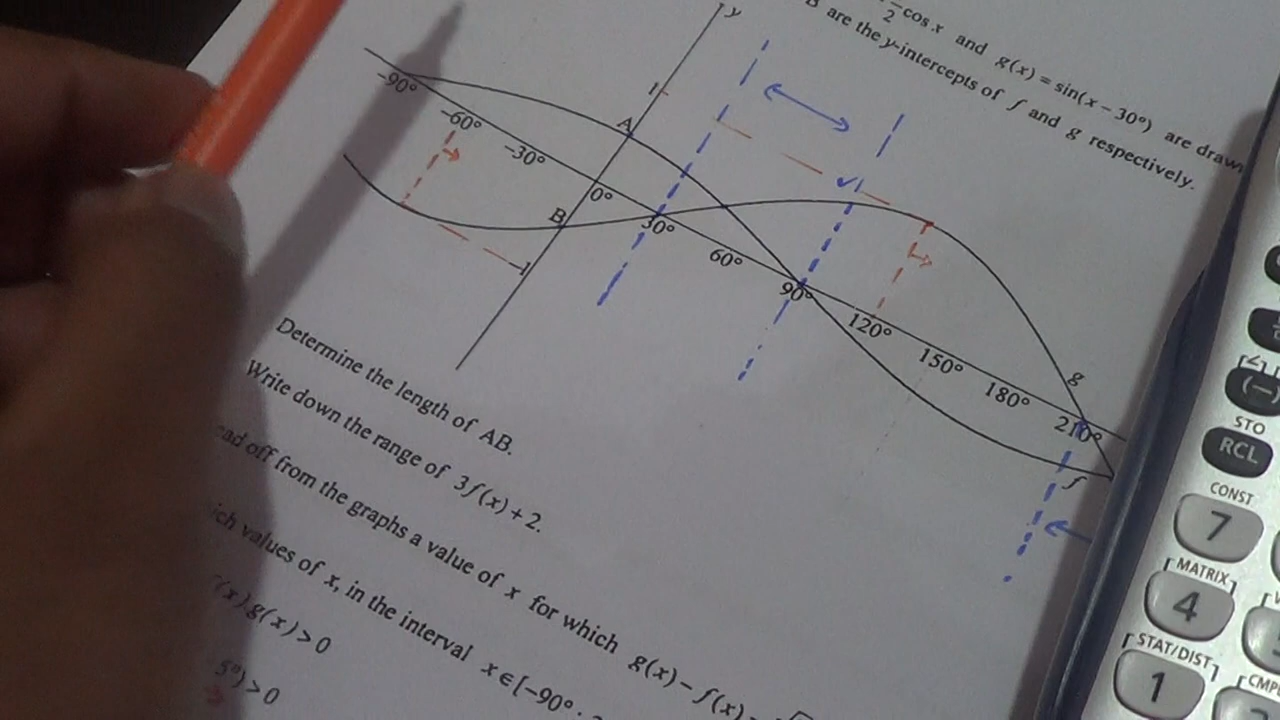 2 cos x and g(x) = sin(x − 30°) are drawn
B are the y-intercepts of f and g respectively.
y
1
A
−90°
−60°
−30°
0°
B
30°
60°
90°
120°
150°
180°
210°
g
f
Determine the length of AB.
Write down the range of 3f(x) + 2.
off from the graphs a value of x for which g(x) − f(x)
values of x, in the interval x ∈ [−90° ;
g(x) > 0
5°) > 0
(−)
STO
RCL
CONST
7
MATRIX
4
STAT/DIST
1